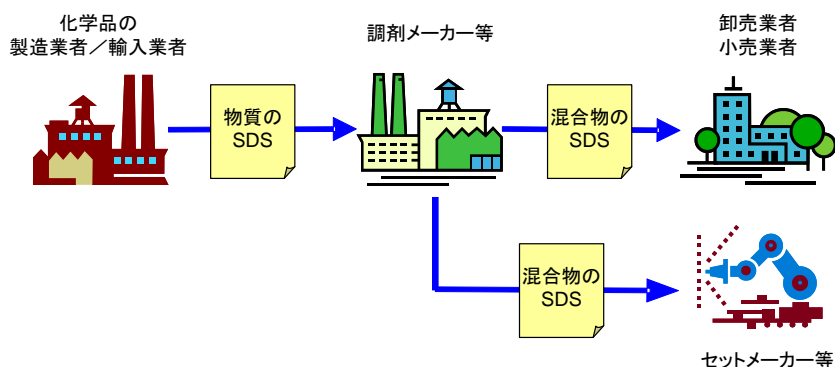 化学品の
製造業者／輸入業者
調剤メーカー等
卸売業者
小売業者
物質の
SDS
混合物の
SDS
混合物の
SDS
セットメーカー等